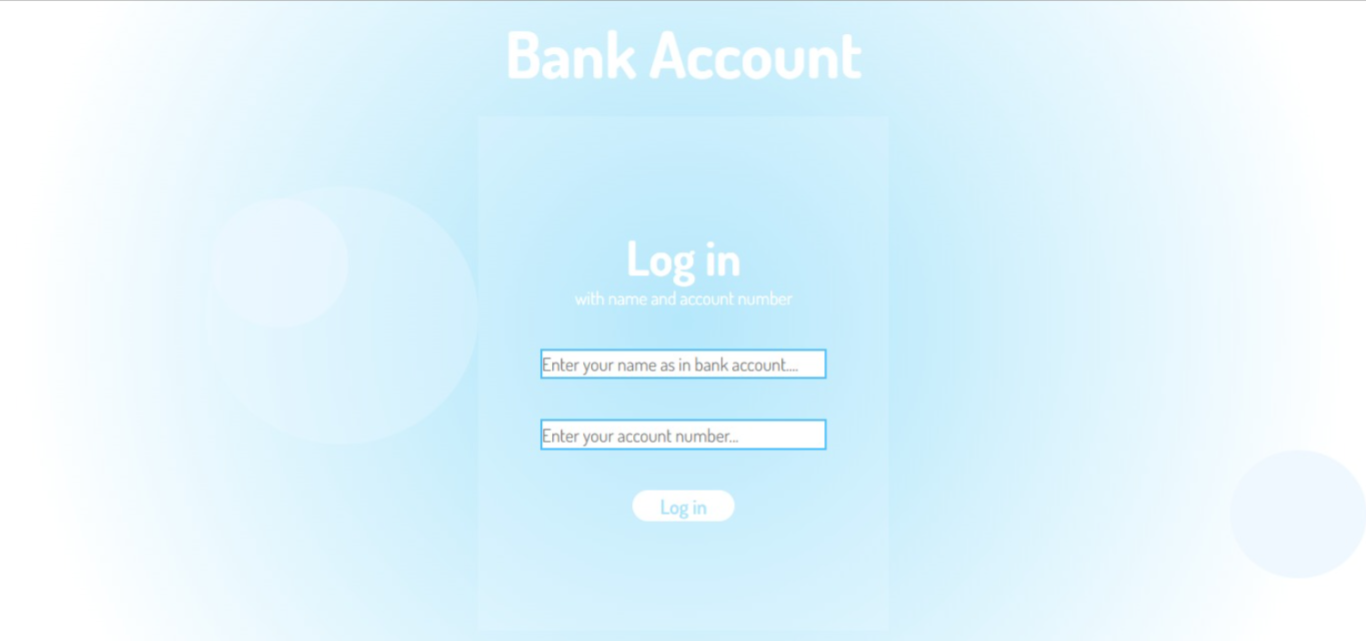 Bank Account
Log in
with name and account number
Enter your name as in bank account....
Enter your account number...
Log in